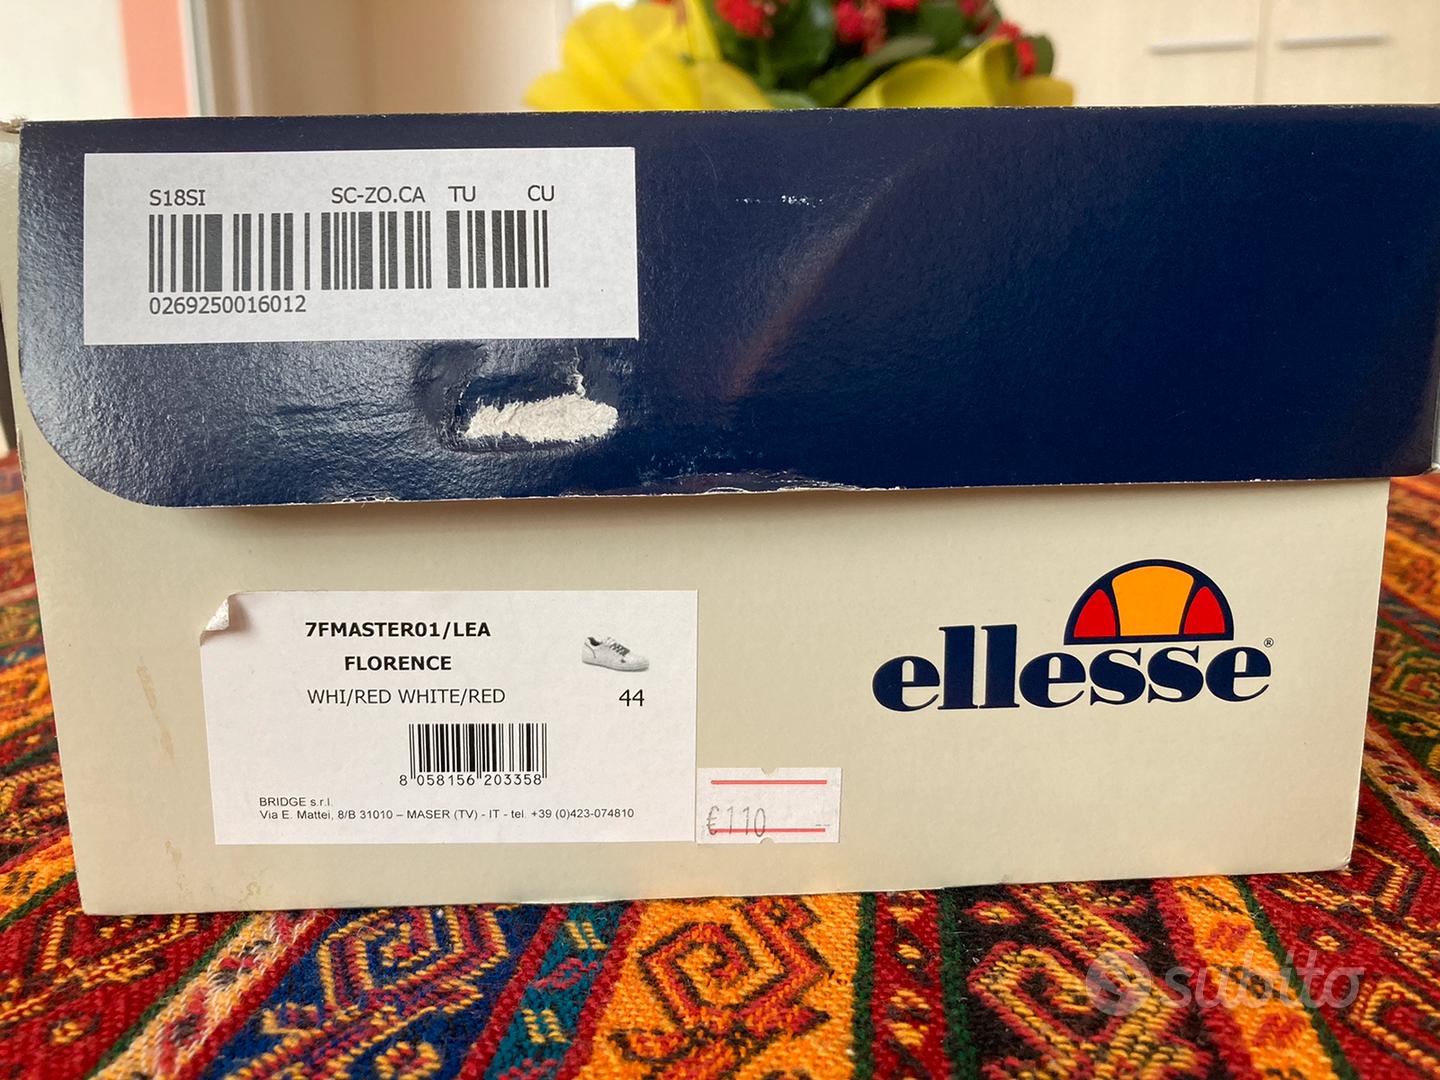 S18SI SC-ZO.CA TU CU
0269250016012
7FMASTER01/LEA
FLORENCE
WHI/RED WHITE/RED
44
8 058156 203358
BRIDGE s.r.l.
Via E. Mattei, 8/B 31010 – MASER (TV) - IT - tel. +39 (0)423-074810
€110
ellesse®
subito